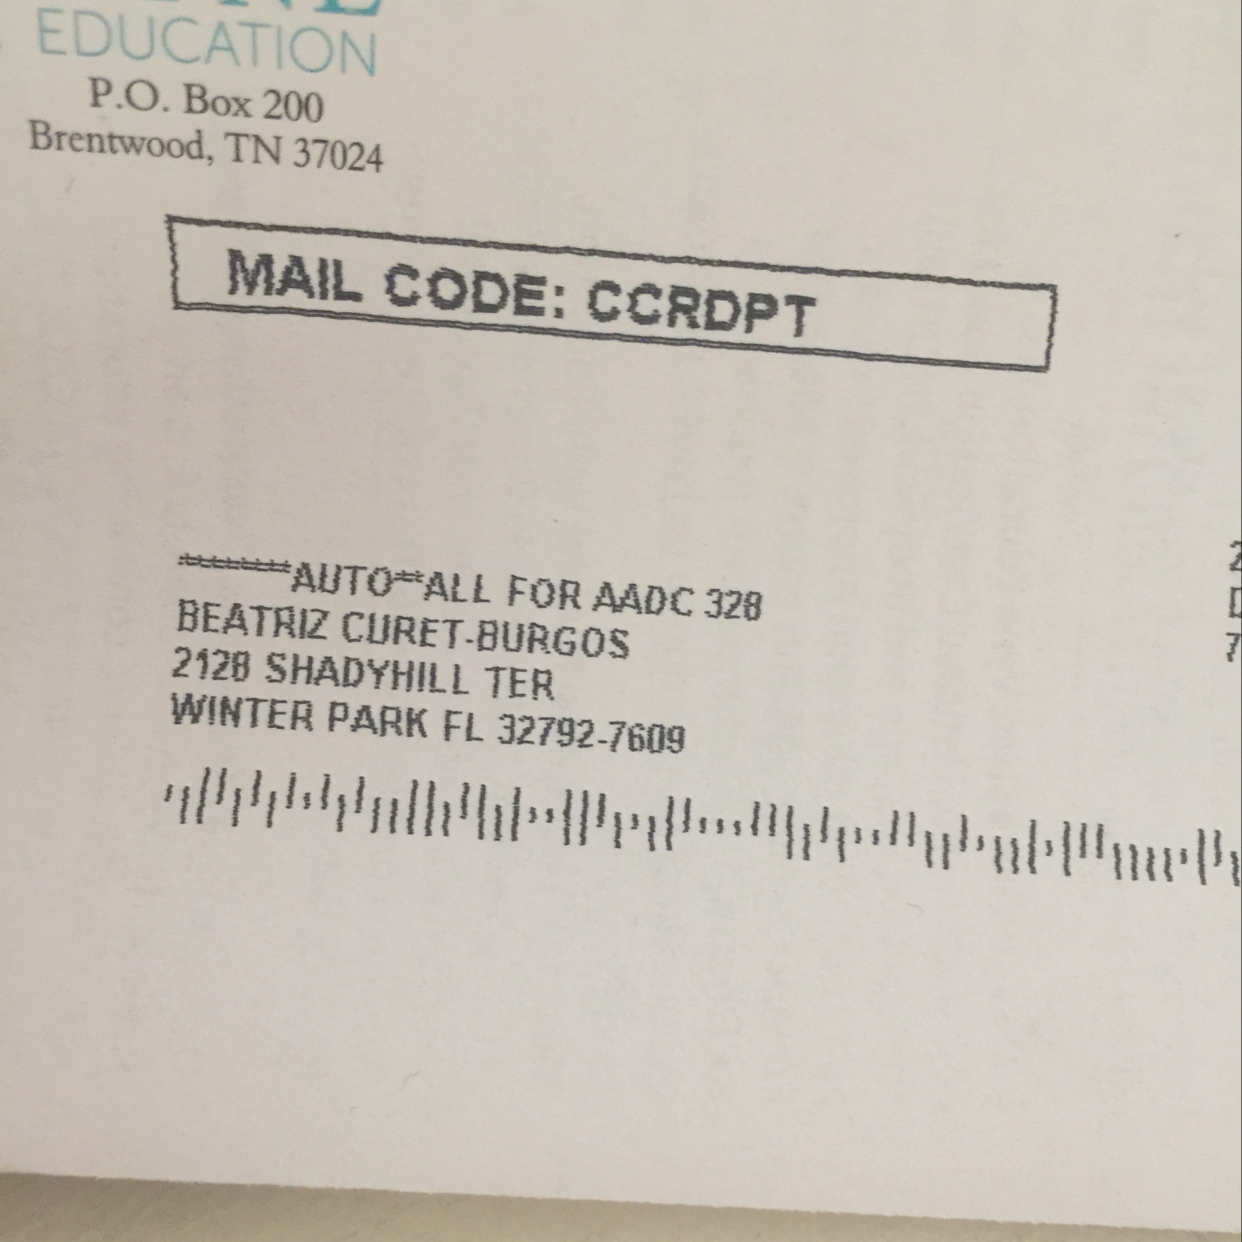 EDUCATION
P.O. Box 200
Brentwood, TN 37024
MAIL CODE: CCRDPT
********AUTO**ALL FOR AADC 328
BEATRIZ CURET-BURGOS
2128 SHADYHILL TER
WINTER PARK FL 32792-7609